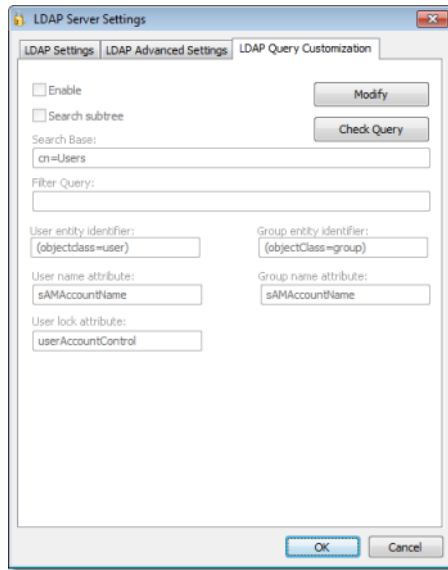 LDAP Server Settings
LDAP Settings LDAP Advanced Settings LDAP Query Customization
Enable
Modify
Search subtree
Check Query
Search Base:
cn=Users
Filter Query:
User entity identifier: Group entity identifier:
(objectclass=user) (objectClass=group)
User name attribute: Group name attribute:
sAMAccountName sAMAccountName
User lock attribute:
userAccountControl
OK Cancel